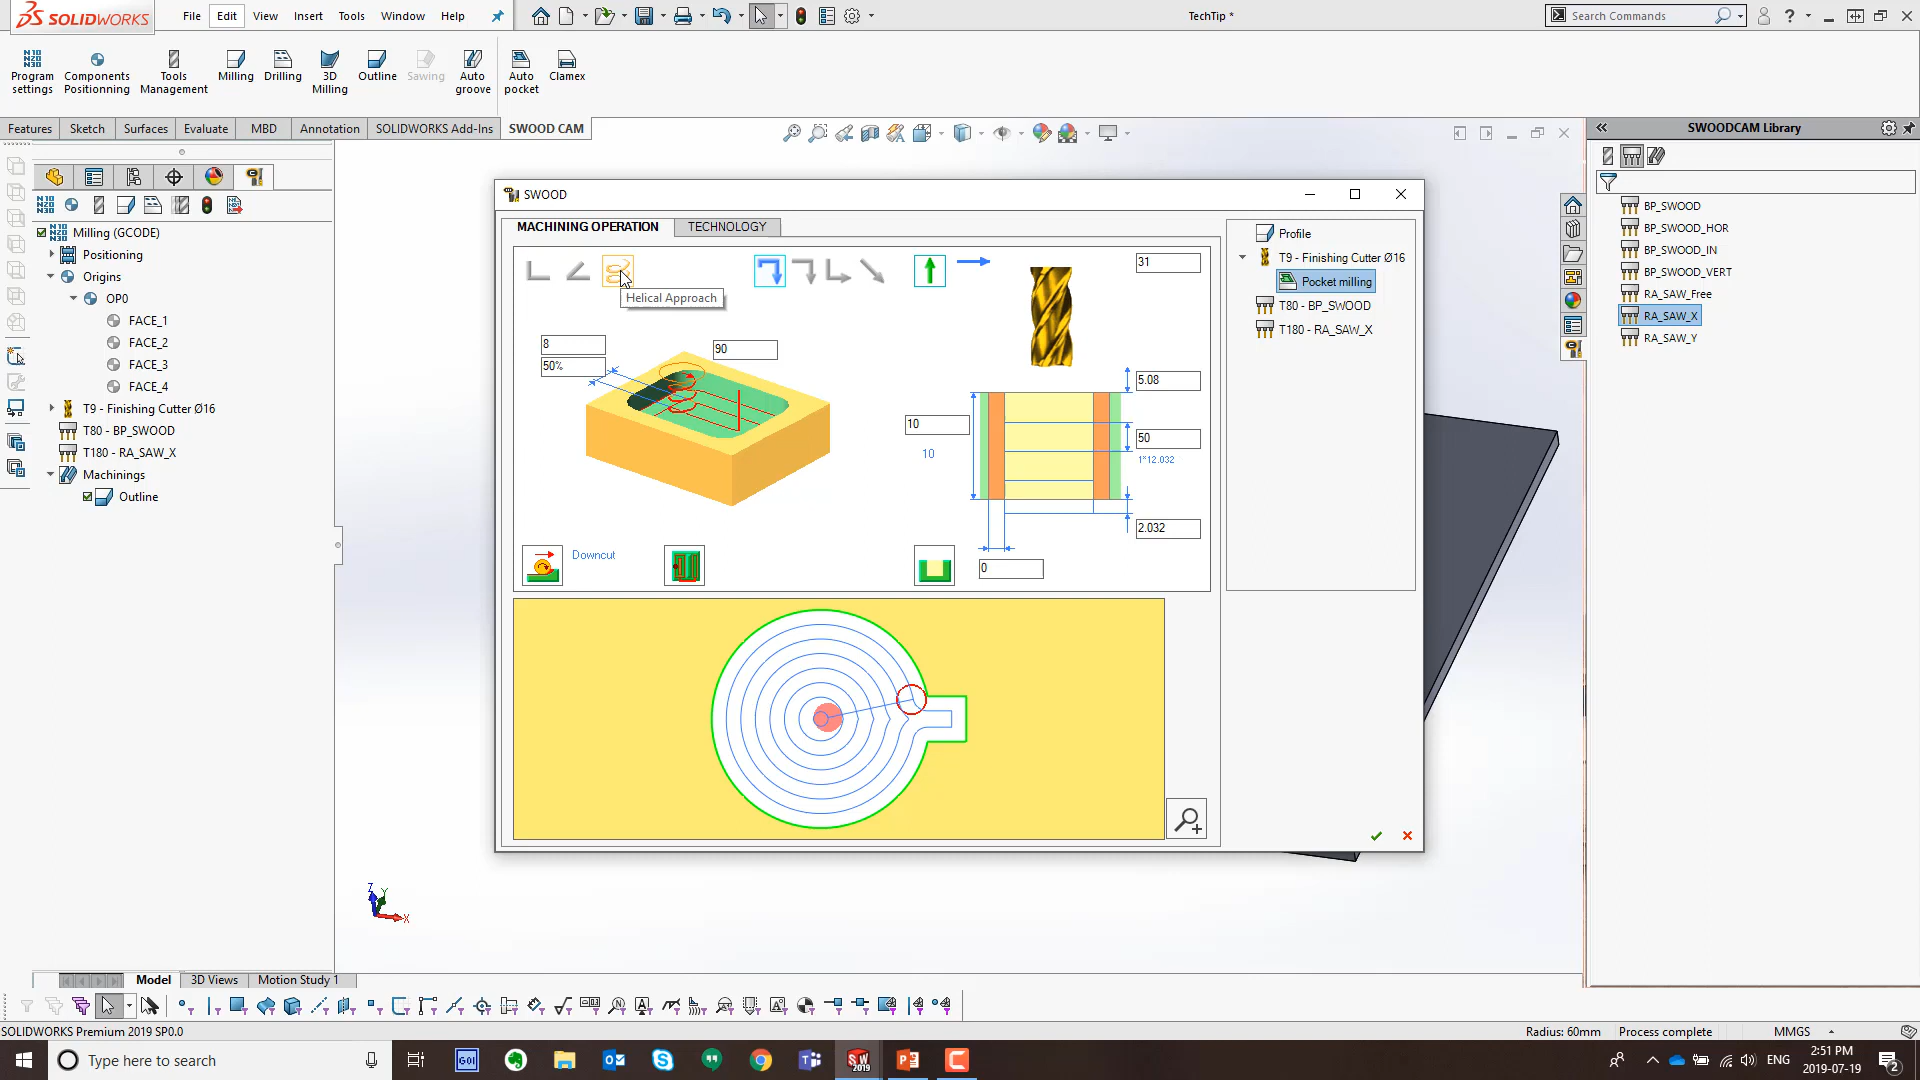 SOLIDWORKS
File Edit View Insert Tools Window Help
TechTip *
Search Commands
Program settings
Components Positionning
Tools Management
Milling
Drilling
3D Milling
Outline
Sawing
Auto groove
Auto pocket
Clamex
Features Sketch Surfaces Evaluate MBD Annotation SOLIDWORKS Add-Ins SWOOD CAM
Milling (GCODE)
Positioning
Origins
OP0
FACE_1
FACE_2
FACE_3
FACE_4
T9 - Finishing Cutter Ø16
T80 - BP_SWOOD
T180 - RA_SAW_X
Machinings
Outline
SWOOD
MACHINING OPERATION TECHNOLOGY
Helical Approach
31
8
50%
90
5.08
10
10
50
1*12.032
2.032
0
Downcut
Profile
T9 - Finishing Cutter Ø16
Pocket milling
T80 - BP_SWOOD
T180 - RA_SAW_X
SWOODCAM Library
BP_SWOOD
BP_SWOOD_HOR
BP_SWOOD_IN
BP_SWOOD_VERT
RA_SAW_Free
RA_SAW_X
RA_SAW_Y
Z
Y
X
Model 3D Views Motion Study 1
SOLIDWORKS Premium 2019 SP0.0
Radius: 60mm Process complete MMGS
Type here to search
ENG
2:51 PM
2019-07-19
2